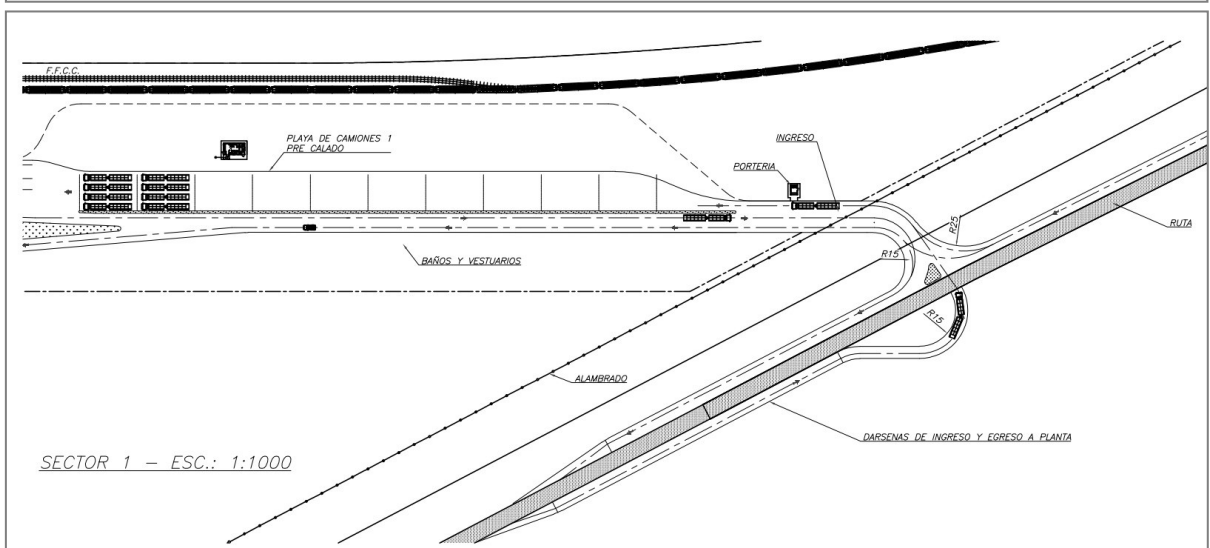 F.F.C.C.
PLAYA DE CAMIONES 1
PRE CALADO
INGRESO
PORTERIA
R25
RUTA
R15
BAÑOS Y VESTUARIOS
R15
ALAMBRADO
DARSENAS DE INGRESO Y EGRESO A PLANTA
SECTOR 1 - ESC.: 1:1000